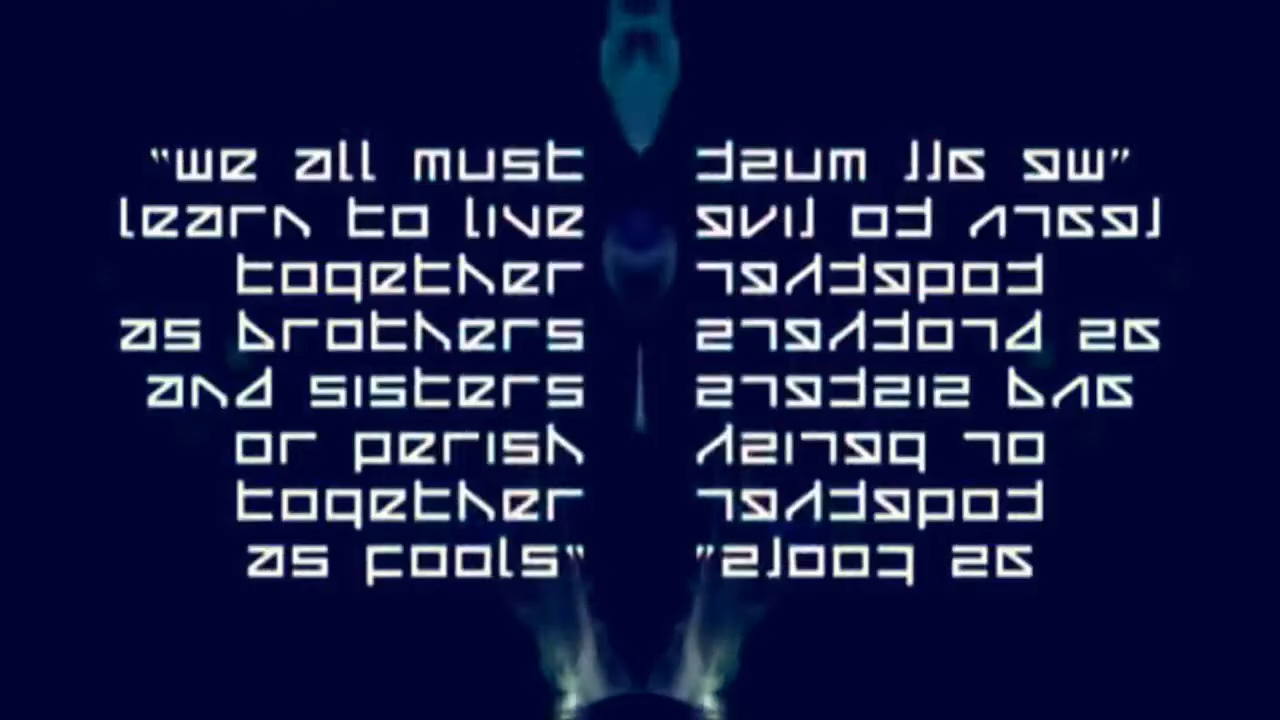 "we all must
learn to live
together
as brothers
and sisters
or perish
together
as fools"